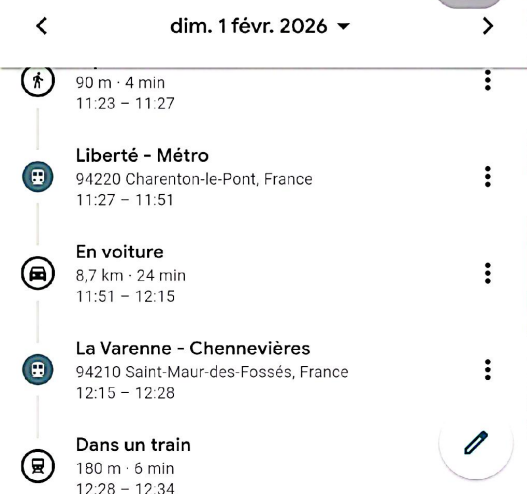 dim. 1 févr. 2026
90 m · 4 min
11:23 – 11:27
Liberté - Métro
94220 Charenton-le-Pont, France
11:27 – 11:51
En voiture
8,7 km · 24 min
11:51 – 12:15
La Varenne - Chennevières
94210 Saint-Maur-des-Fossés, France
12:15 – 12:28
Dans un train
180 m · 6 min
12:28 – 12:34